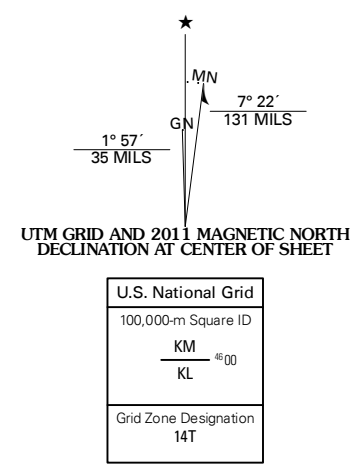 ★
MN
GN
7° 22´
131 MILS
1° 57´
35 MILS
UTM GRID AND 2011 MAGNETIC NORTH
DECLINATION AT CENTER OF SHEET
U.S. National Grid
100,000-m Square ID
KM
4600
KL
Grid Zone Designation
14T